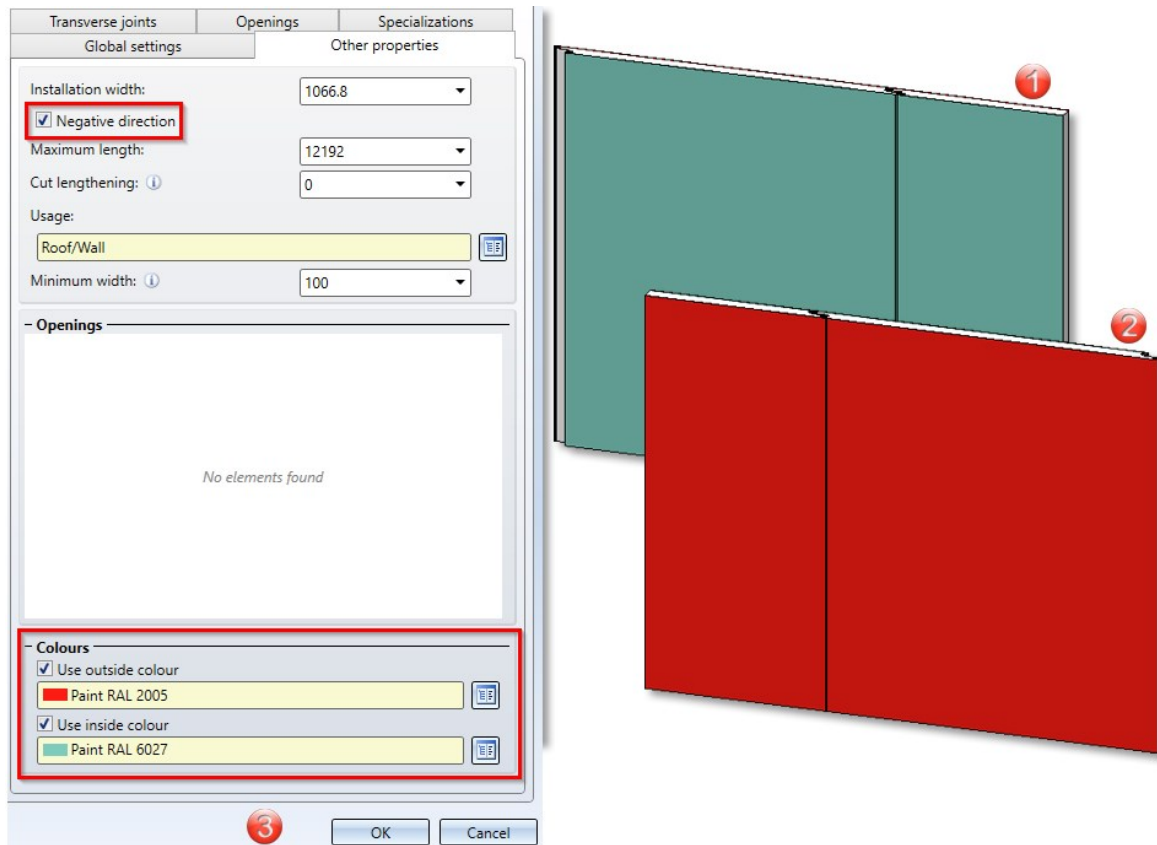 Transverse joints Openings Specializations
Global settings Other properties
Installation width: 1066.8
Negative direction
Maximum length: 12192
Cut lengthening: 0
Usage:
Roof/Wall
Minimum width: 100
Openings
No elements found
Colours
Use outside colour
Paint RAL 2005
Use inside colour
Paint RAL 6027
OK Cancel
1
2
3